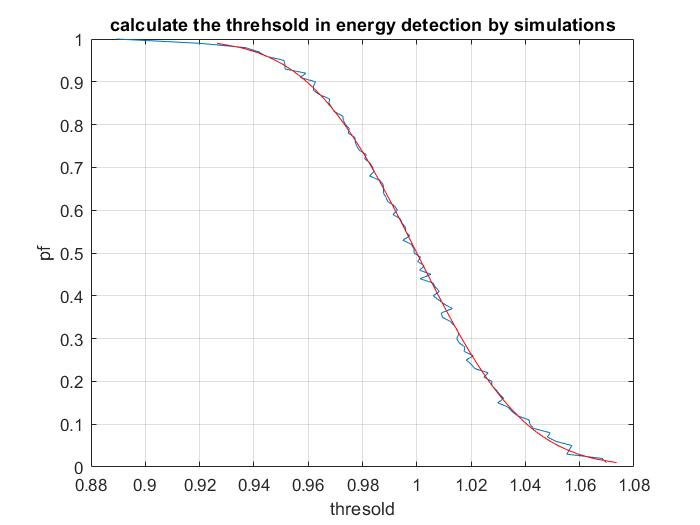 calculate the threhsold in energy detection by simulations
1
0.9
0.8
0.7
0.6
0.5
0.4
0.3
0.2
0.1
0
pf
0.88 0.9 0.92 0.94 0.96 0.98 1 1.02 1.04 1.06 1.08
thresold